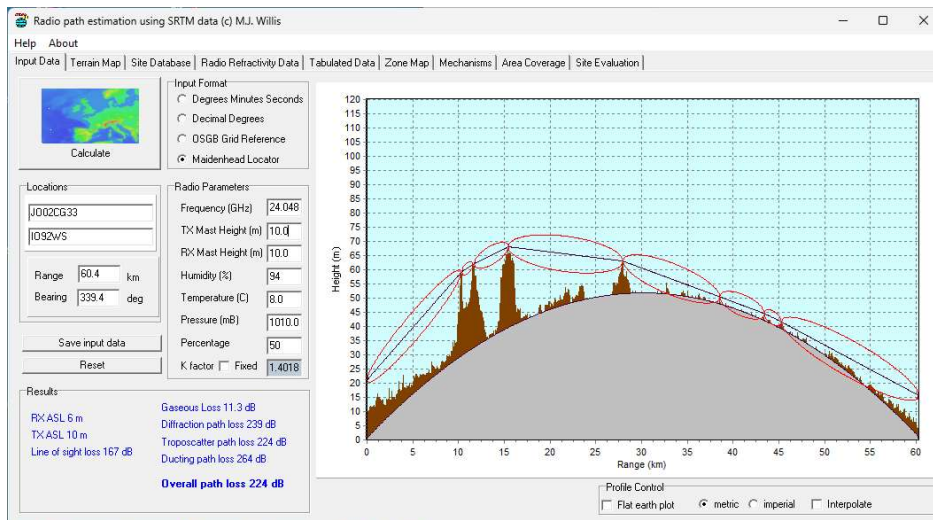 Radio path estimation using SRTM data (c) M.J. Willis
Help About
Input Data Terrain Map Site Database Radio Refractivity Data Tabulated Data Zone Map Mechanisms Area Coverage Site Evaluation
Calculate
Input Format
Degrees Minutes Seconds
Decimal Degrees
OSGB Grid Reference
Maidenhead Locator
Locations
JO02CG33
IO92WS
Range 60.4 km
Bearing 339.4 deg
Save input data
Reset
Radio Parameters
Frequency (GHz) 24.048
TX Mast Height (m) 10.0
RX Mast Height (m) 10.0
Humidity (%) 94
Temperature (C) 8.0
Pressure (mB) 1010.0
Percentage 50
K factor Fixed 1.4018
Results
RX ASL 6 m
TX ASL 10 m
Line of sight loss 167 dB
Gaseous Loss 11.3 dB
Diffraction path loss 239 dB
Troposcatter path loss 224 dB
Ducting path loss 264 dB
Overall path loss 224 dB
Height (m)
120
115
110
105
100
95
90
85
80
75
70
65
60
55
50
45
40
35
30
25
20
15
10
5
0
0 5 10 15 20 25 30 35 40 45 50 55 60
Range (km)
Profile Control
Flat earth plot metric imperial Interpolate